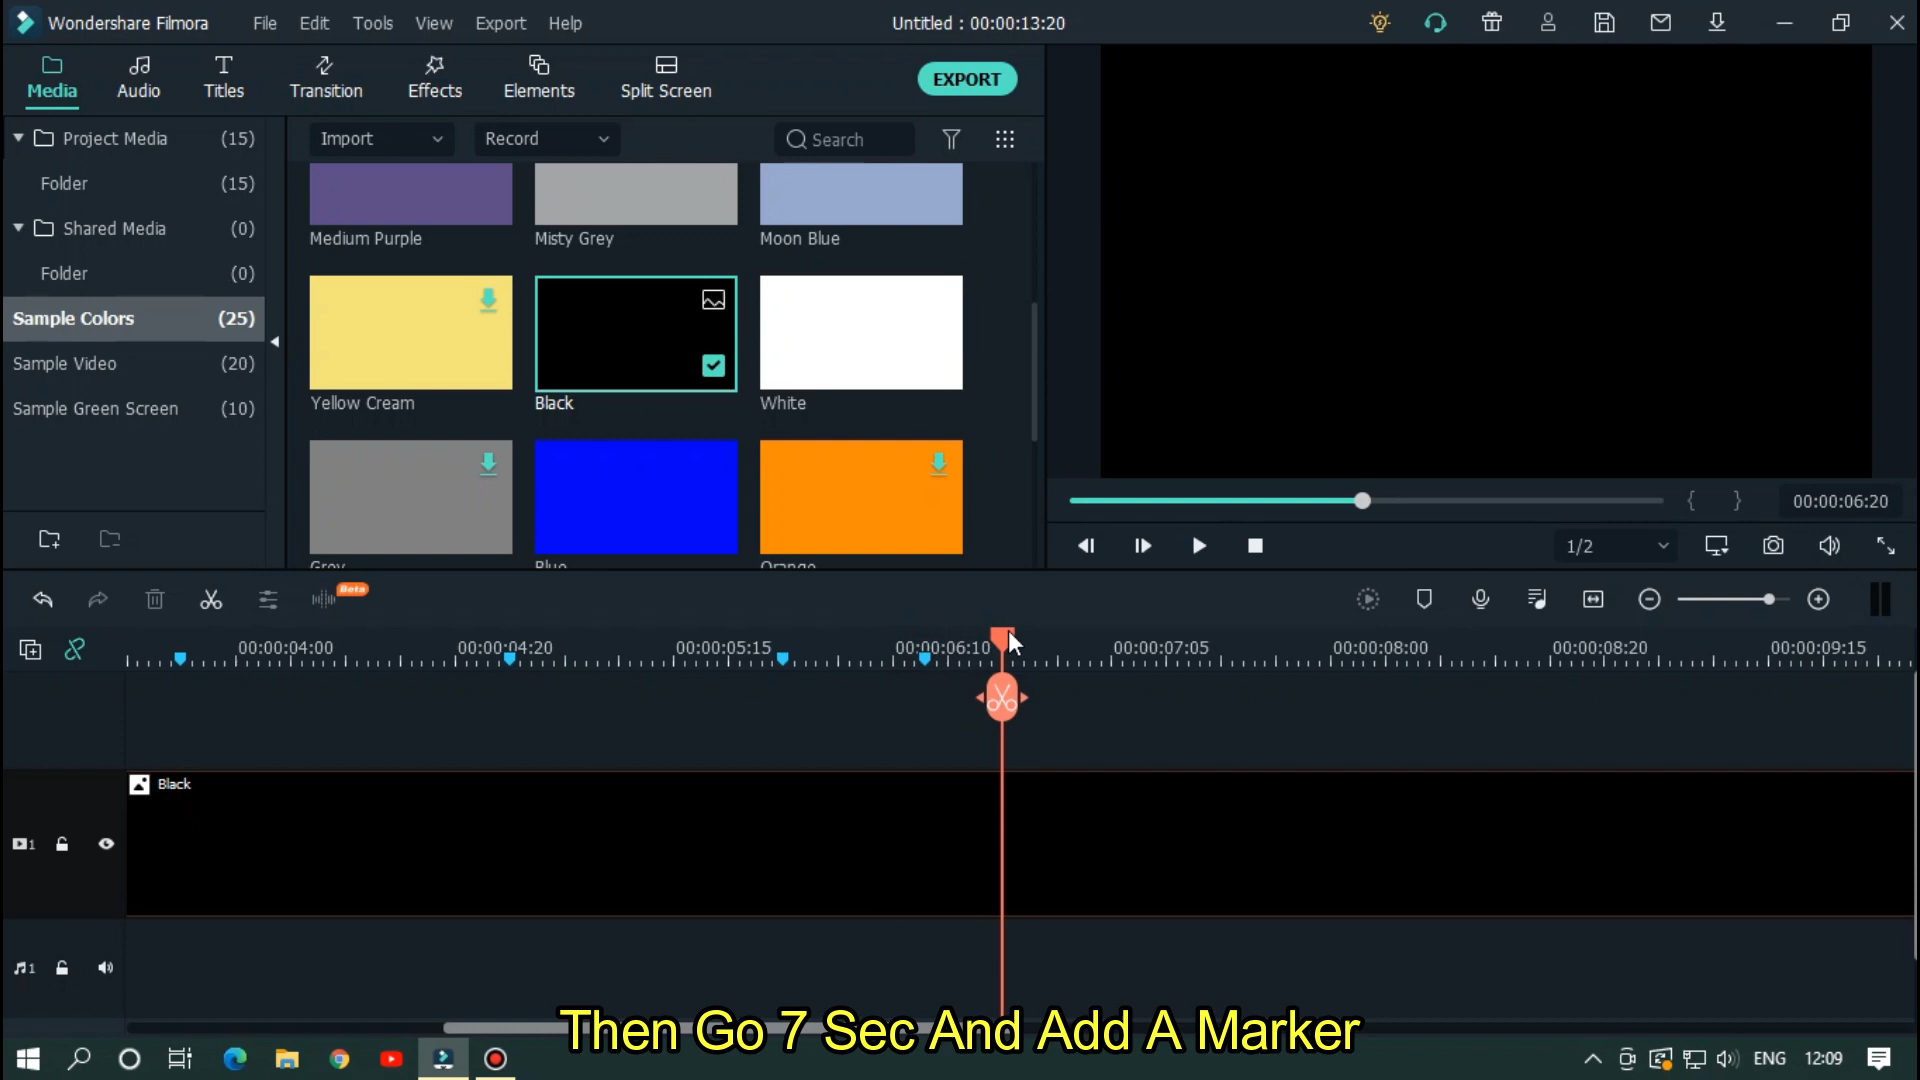 Wondershare Filmora File Edit Tools View Export Help Untitled : 00:00:13:20
Media Audio Titles Transition Effects Elements Split Screen EXPORT
Project Media (15) Import Record Search
Folder (15)
Medium Purple Misty Grey Moon Blue
Shared Media (0)
Folder (0)
Sample Colors (25)
Sample Video (20)
Sample Green Screen (10)
Yellow Cream Black White
Grey Blue Orange
00:00:06:20
1/2
Beta
00:00:04:00 00:00:04:20 00:00:05:15 00:00:06:10 00:00:07:05 00:00:08:00 00:00:08:20 00:00:09:15
Black
1
1
Then Go 7 Sec And Add A Marker
ENG 12:09